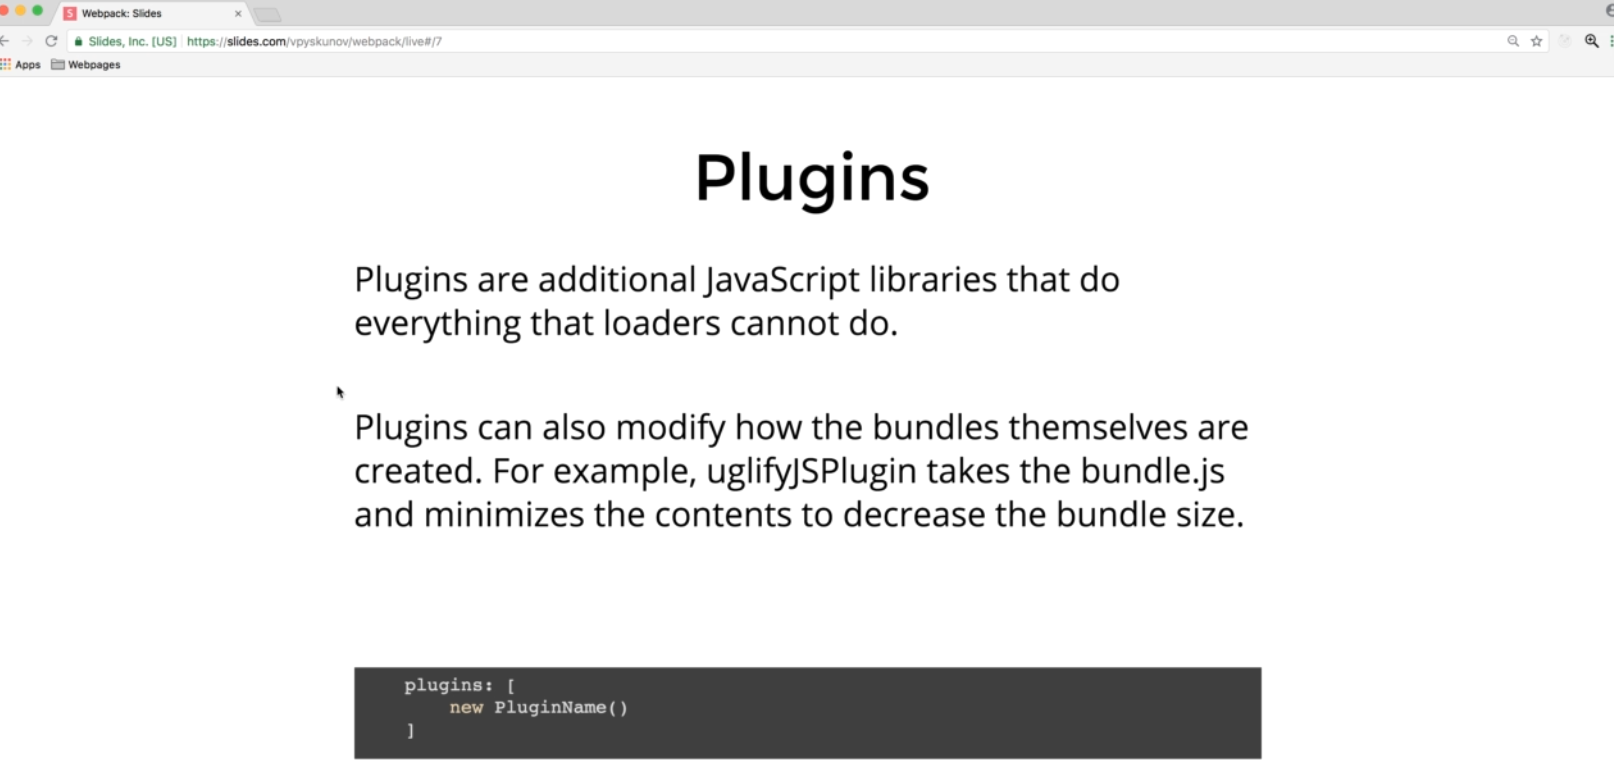 Webpack: Slides
Slides, Inc. [US] https://slides.com/vpyskunov/webpack/live#/7
Apps Webpages
Plugins
Plugins are additional JavaScript libraries that do
everything that loaders cannot do.
Plugins can also modify how the bundles themselves are
created. For example, uglifyJSPlugin takes the bundle.js
and minimizes the contents to decrease the bundle size.
plugins: [
new PluginName()
]